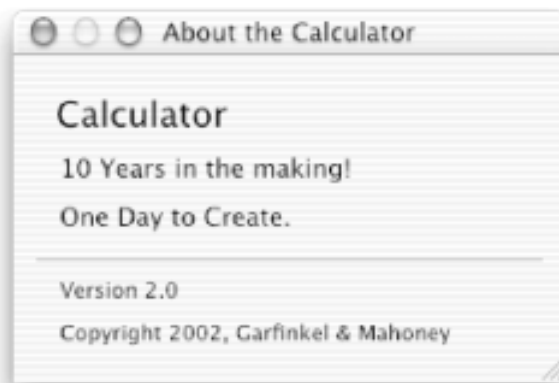 About the Calculator
Calculator
10 Years in the making!
One Day to Create.
Version 2.0
Copyright 2002, Garfinkel & Mahoney